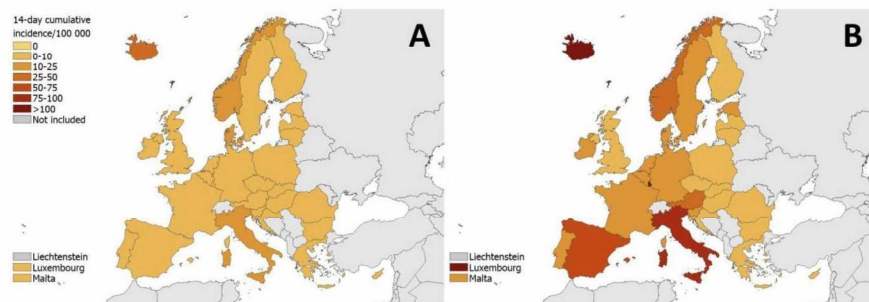 14-day cumulative
incidence/100 000
0
0-10
10-25
25-50
50-75
75-100
>100
Not included
A
B
Liechtenstein
Luxembourg
Malta
Liechtenstein
Luxembourg
Malta